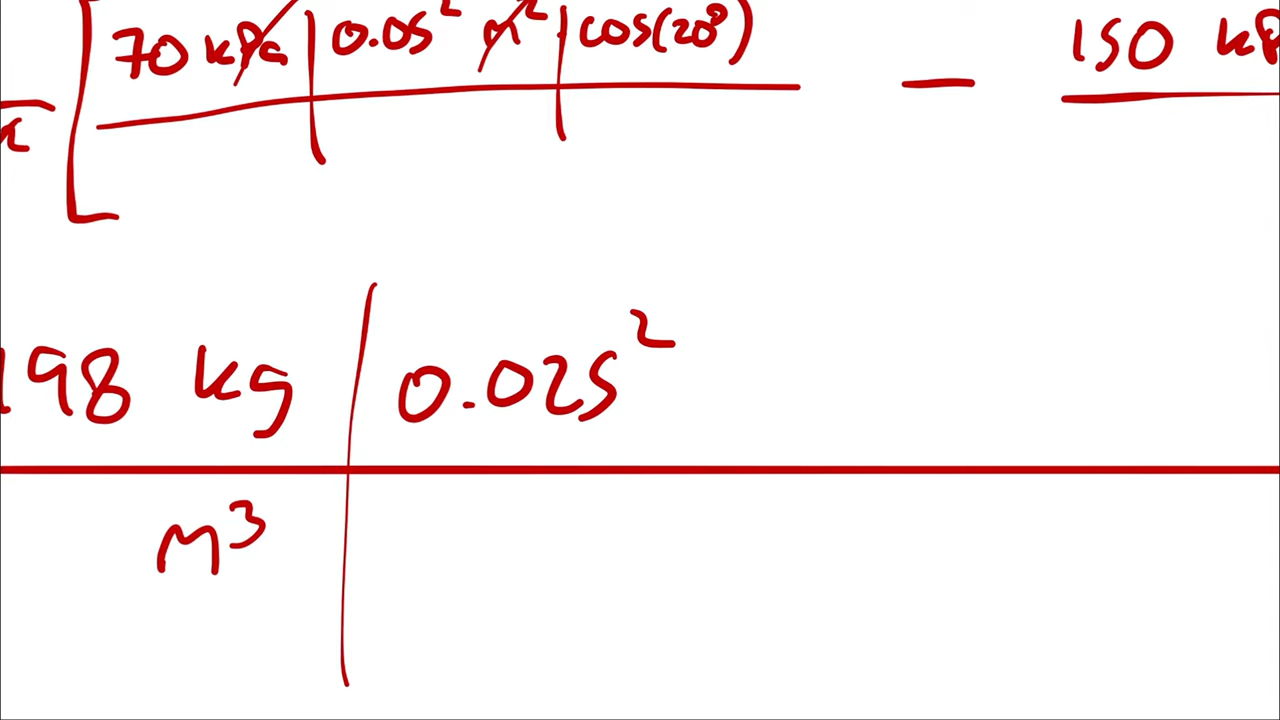 [ 70 kPa | 0.05² m² | cos(20°) — 150 kP
198 kg | 0.025²
m³